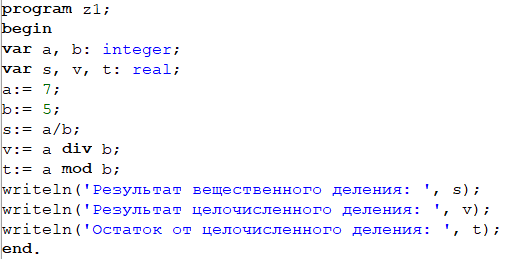 program z1;
begin
var a, b: integer;
var s, v, t: real;
a:= 7;
b:= 5;
s:= a/b;
v:= a div b;
t:= a mod b;
writeln('Результат вещественного деления: ', s);
writeln('Результат целочисленного деления: ', v);
writeln('Остаток от целочисленного деления: ', t);
end.